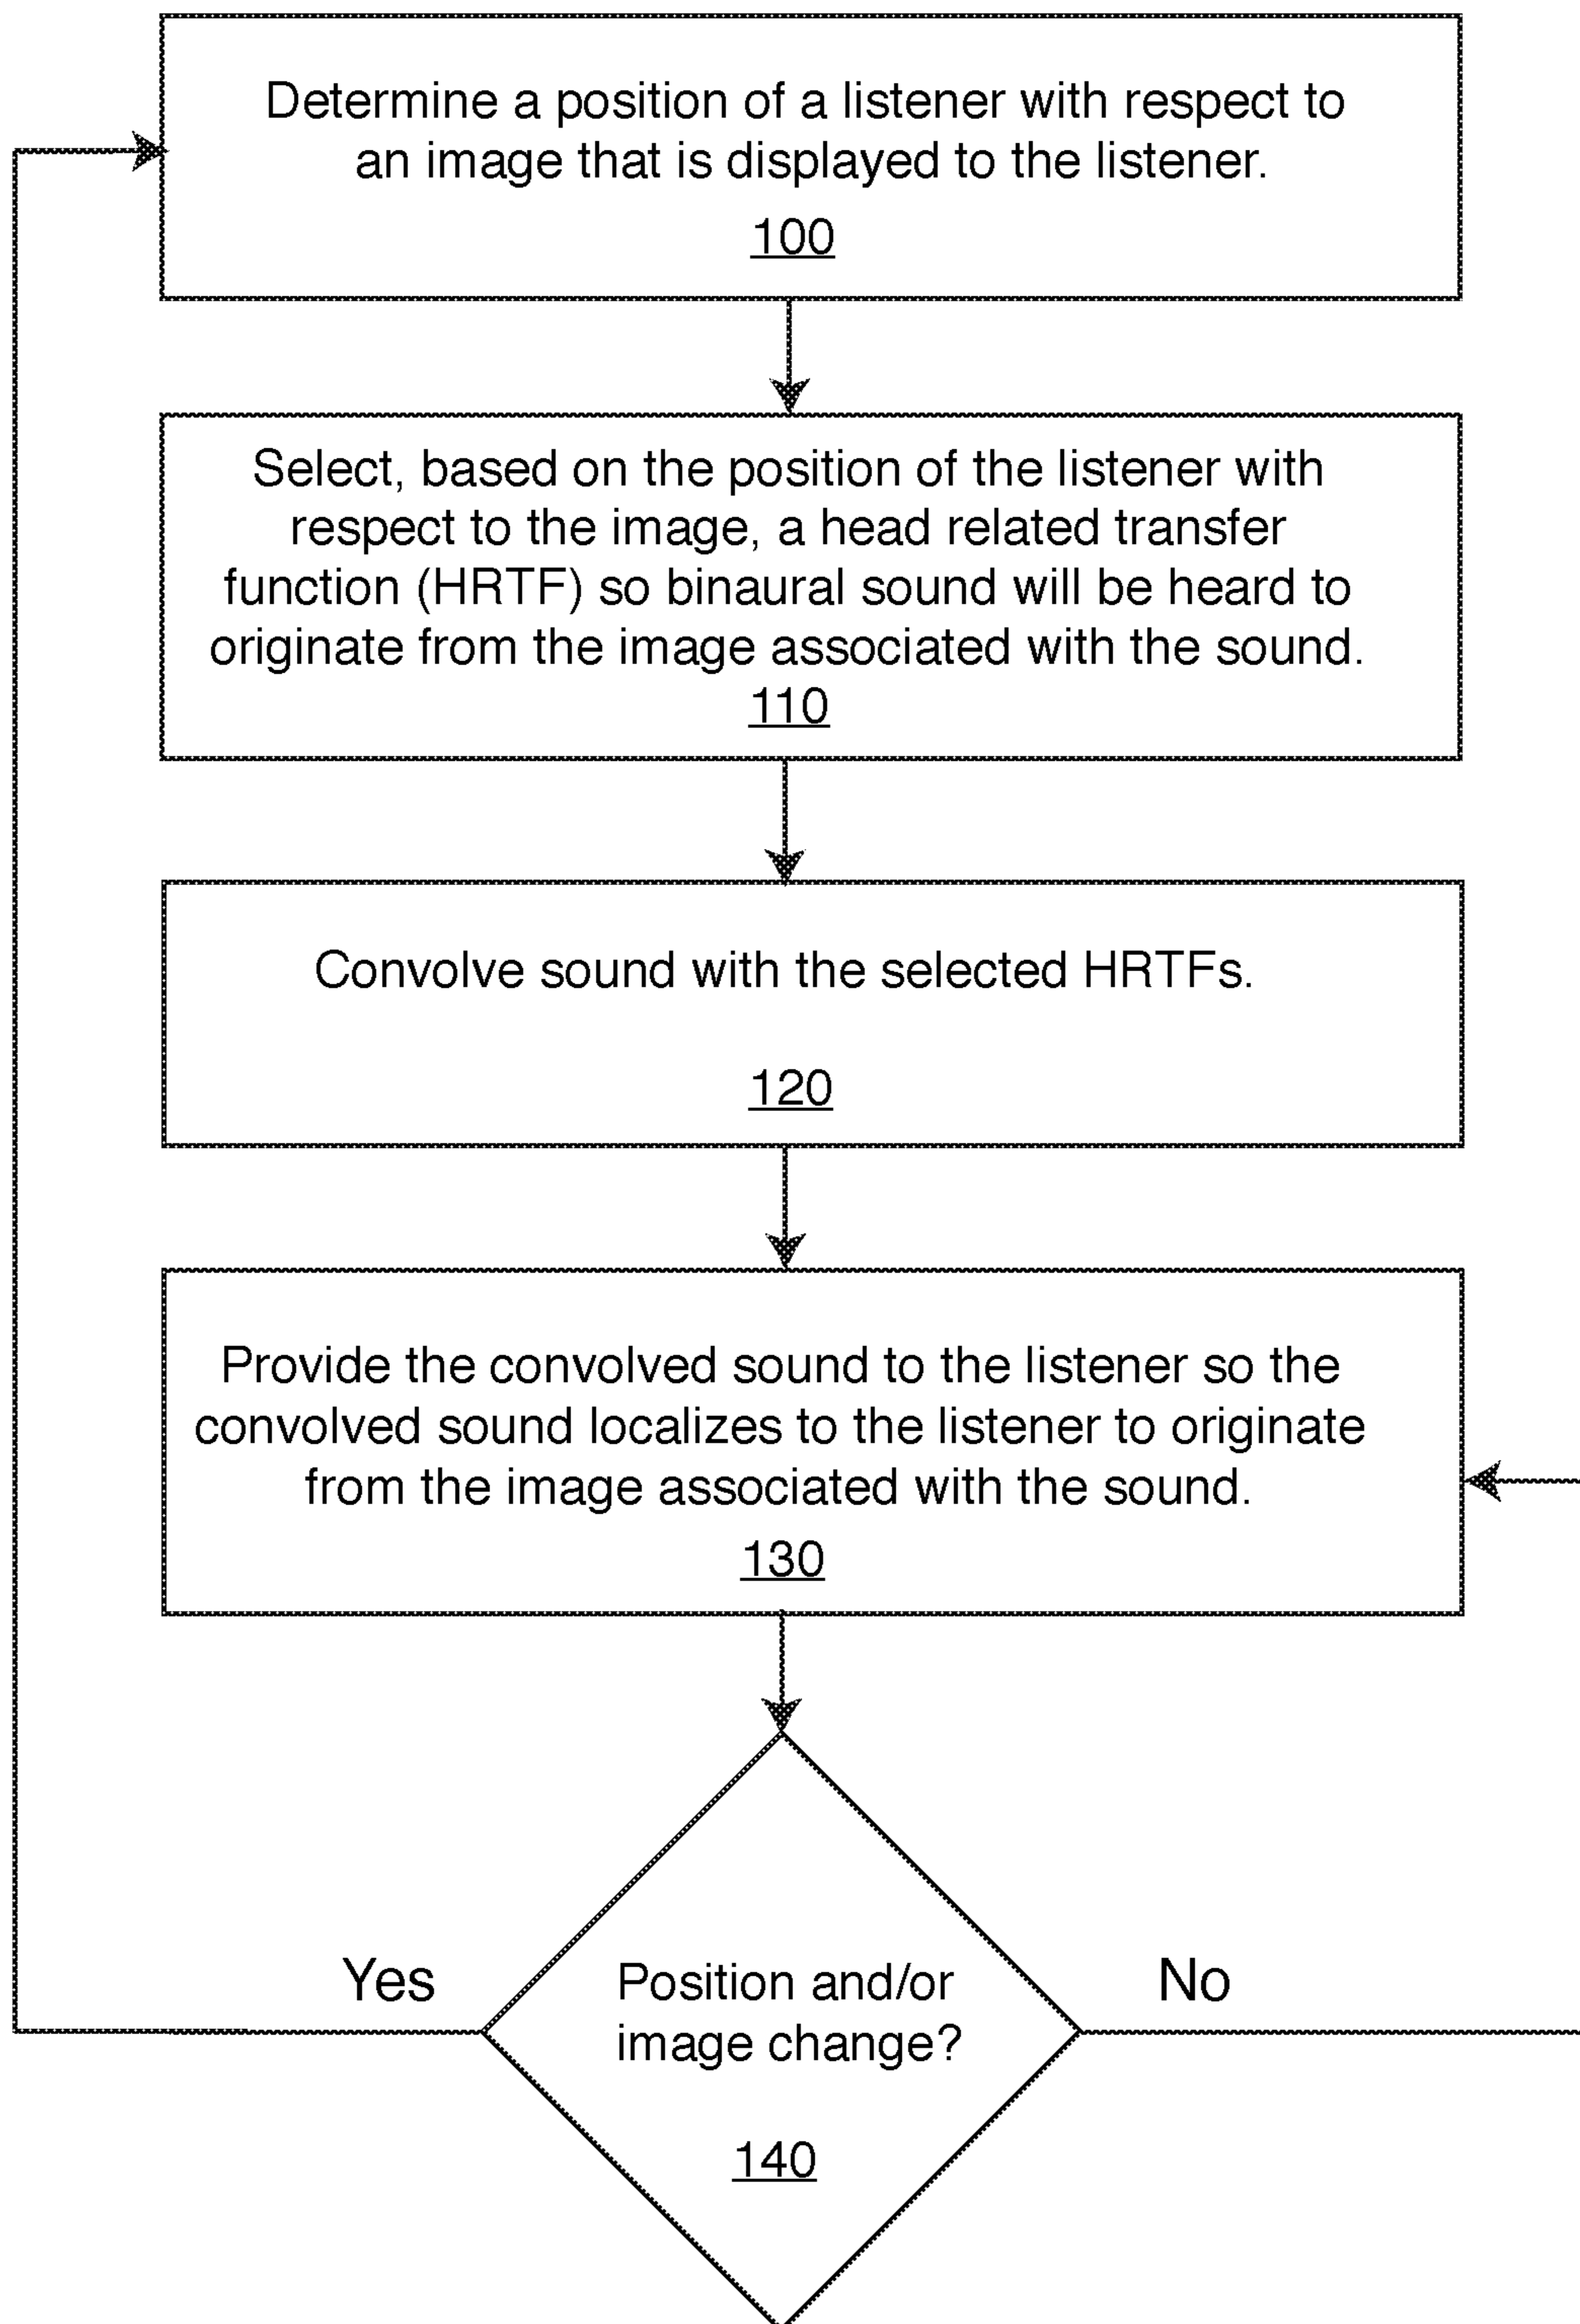 Determine a position of a listener with respect to
an image that is displayed to the listener.
100
Select, based on the position of the listener with
respect to the image, a head related transfer
function (HRTF) so binaural sound will be heard to
originate from the image associated with the sound.
110
Convolve sound with the selected HRTFs.
120
Provide the convolved sound to the listener so the
convolved sound localizes to the listener to originate
from the image associated with the sound.
130
Yes
Position and/or
image change?
140
No